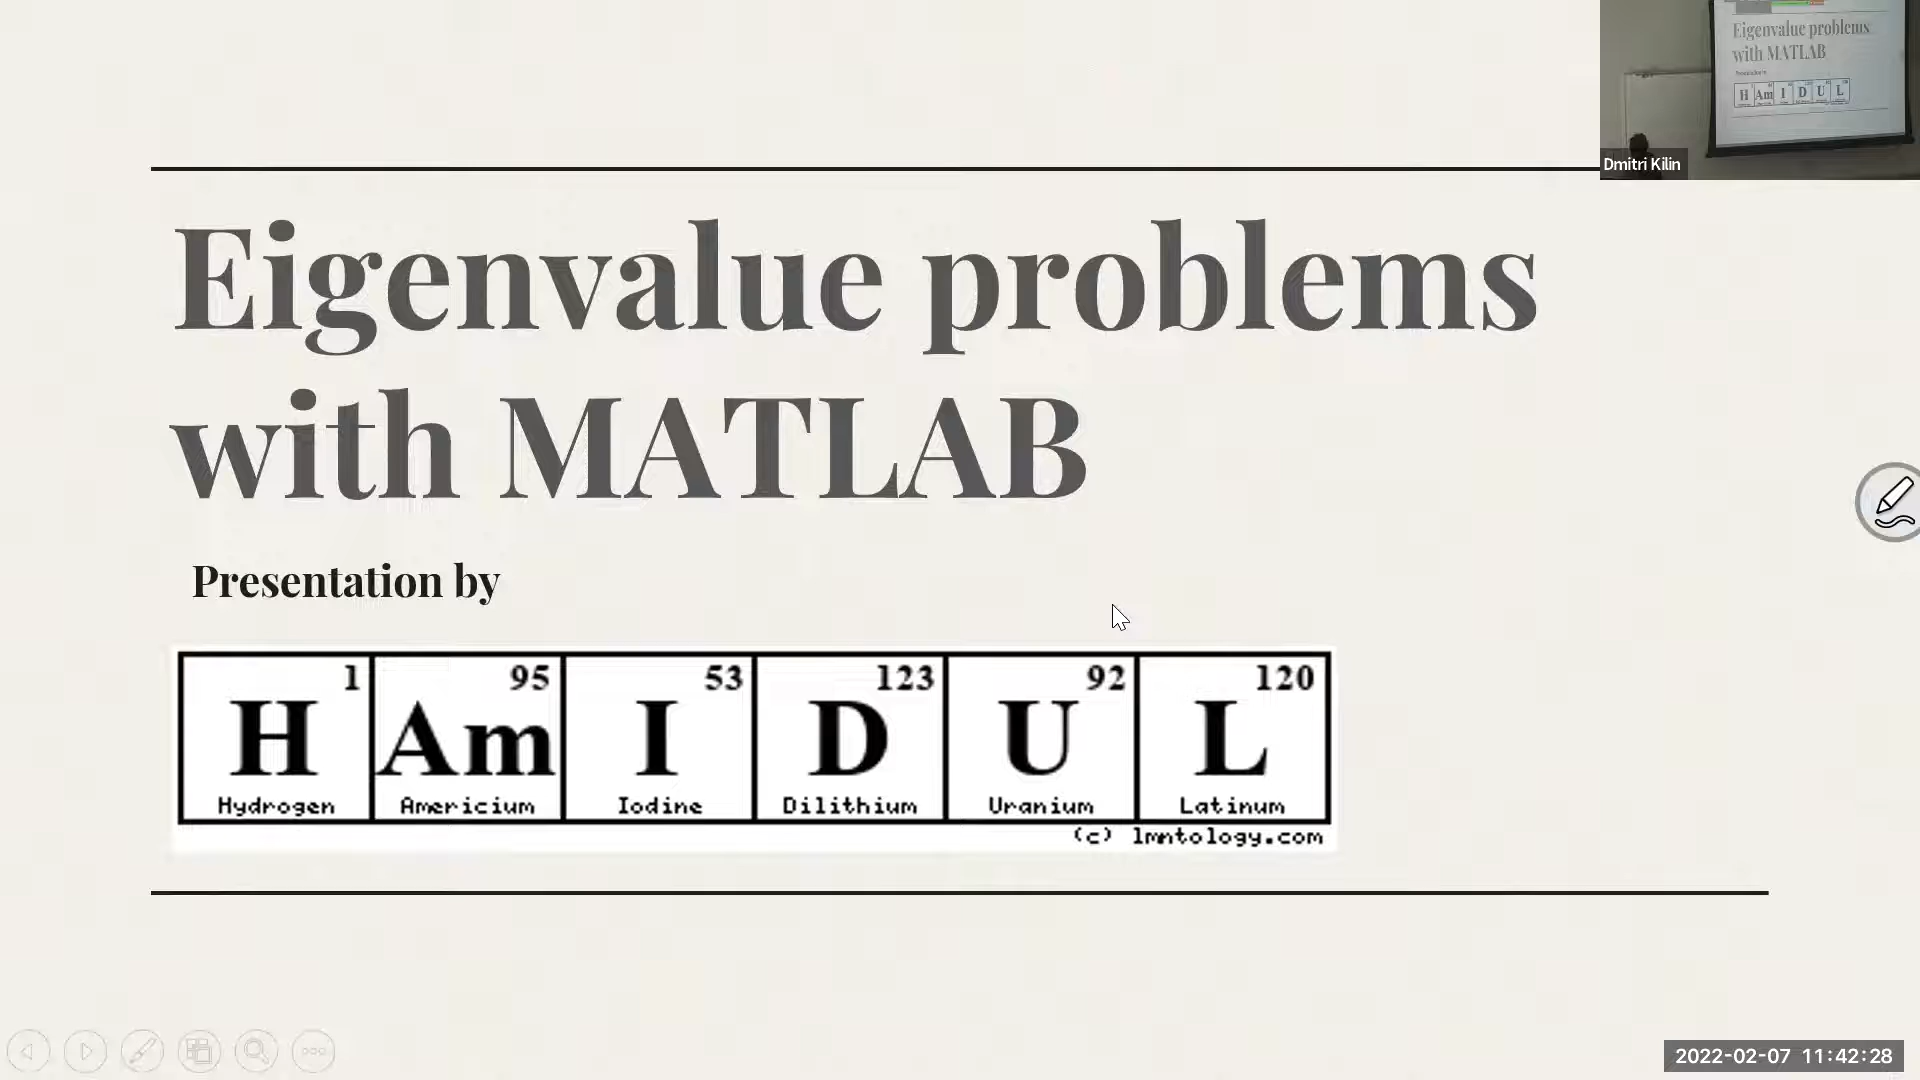 Eigenvalue problems
with MATLAB
Presentation by
1 95 53 123 92 120
H Am I D U L
Hydrogen Americium Iodine Dilithium Uranium Latinum
(c) lmntology.com
Eigenvalue problems
with MATLAB
H Am I D U L
Dmitri Kilin
2022-02-07 11:42:28